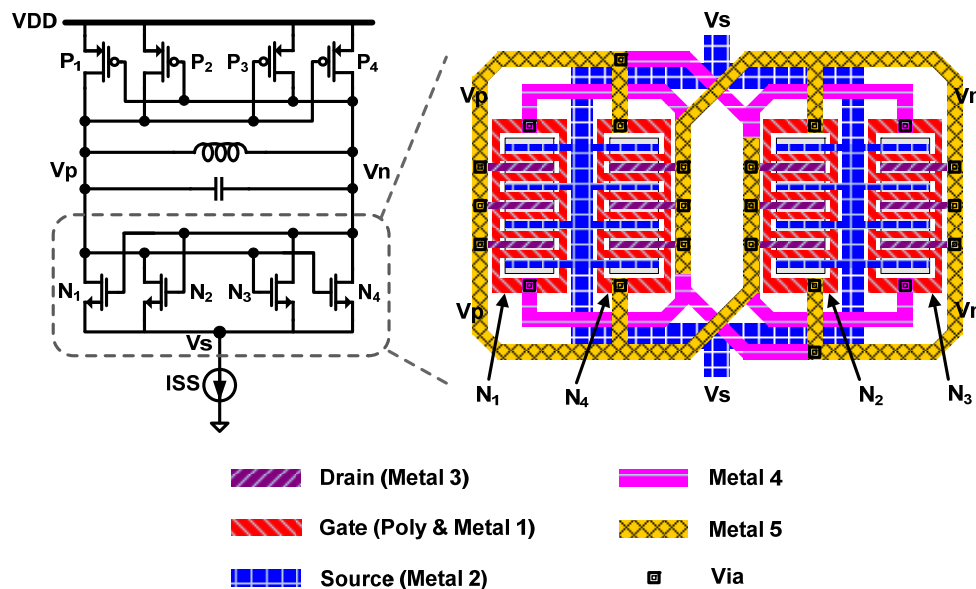 VDD
P1 P2 P3 P4
Vp Vn
N1 N2 N3 N4
Vs
ISS
Vs
Vp Vn
Vp Vn
Vs
N1 N4 N2 N3
Drain (Metal 3)
Gate (Poly & Metal 1)
Source (Metal 2)
Metal 4
Metal 5
Via